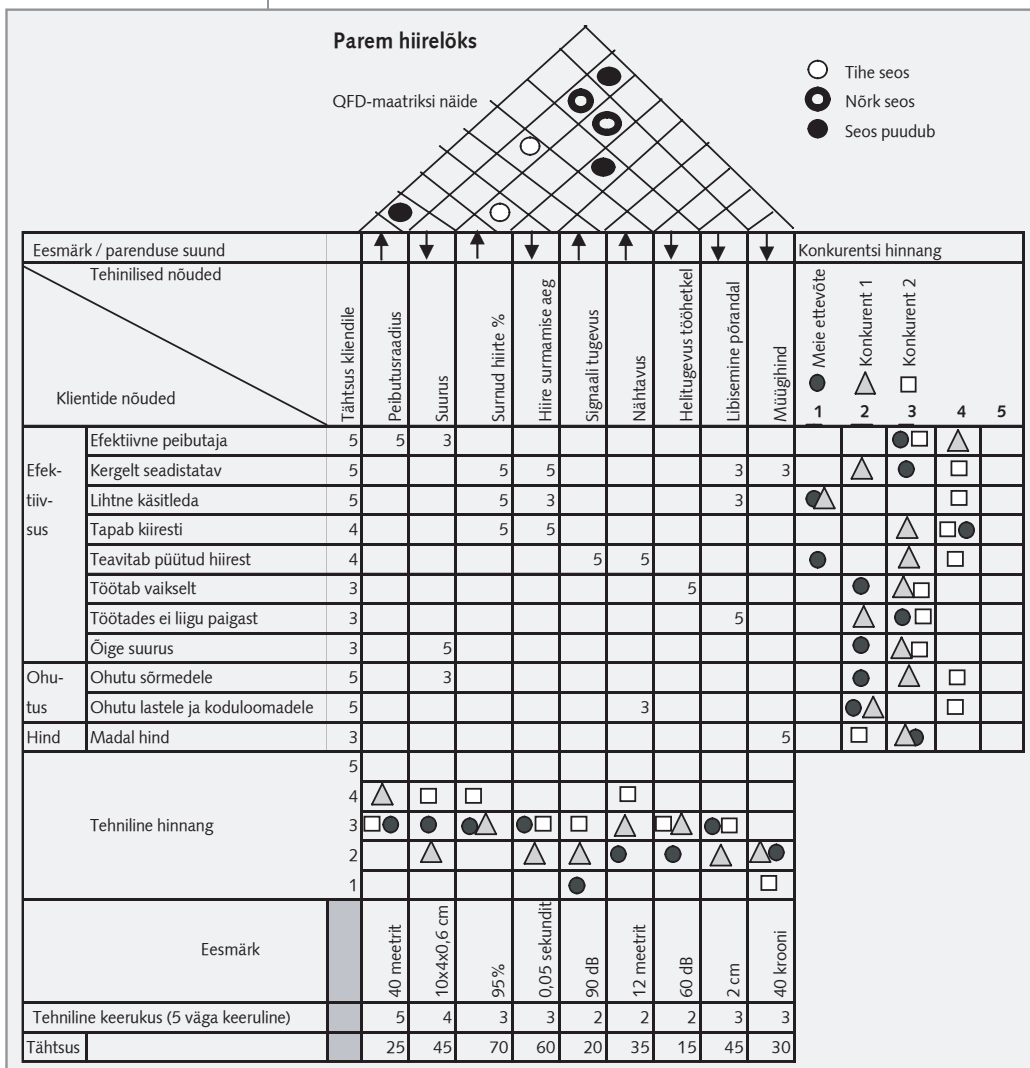 Parem hiirelõks
QFD-maatriksi näide
Tihe seos
Nõrk seos
Seos puudub
Eesmärk / parenduse suund
Konkurentsi hinnang
Tehinilised nõuded
Klientide nõuded
Tähtsus kliendile
Peibutusraadius
Suurus
Surnud hiirte %
Hiire surmamise aeg
Signaali tugevus
Nähtavus
Helitugevus tööhetkel
Libisemine põrandal
Müügihind
Meie ettevõte
Konkurent 1
Konkurent 2
1 2 3 4 5
Efek-
tiiv-
sus
Efektiivne peibutaja 5 5 3
Kergelt seadistatav 5 5 5 3 3
Lihtne käsitleda 5 5 3 3
Tapab kiiresti 4 5 5
Teavitab püütud hiirest 4 5 5
Töötab vaikselt 3 5
Töötades ei liigu paigast 3 5
Õige suurus 3 5
Ohu-
tus
Ohutu sõrmedele 5 3
Ohutu lastele ja koduloomadele 5 3
Hind Madal hind 3 5
Tehniline hinnang
5
4
3
2
1
Eesmärk
40 meetrit
10x4x0,6 cm
95%
0,05 sekundit
90 dB
12 meetrit
60 dB
2 cm
40 krooni
Tehniline keerukus (5 väga keeruline) 5 4 3 3 2 2 2 3 3
Tähtsus 25 45 70 60 20 35 15 45 30